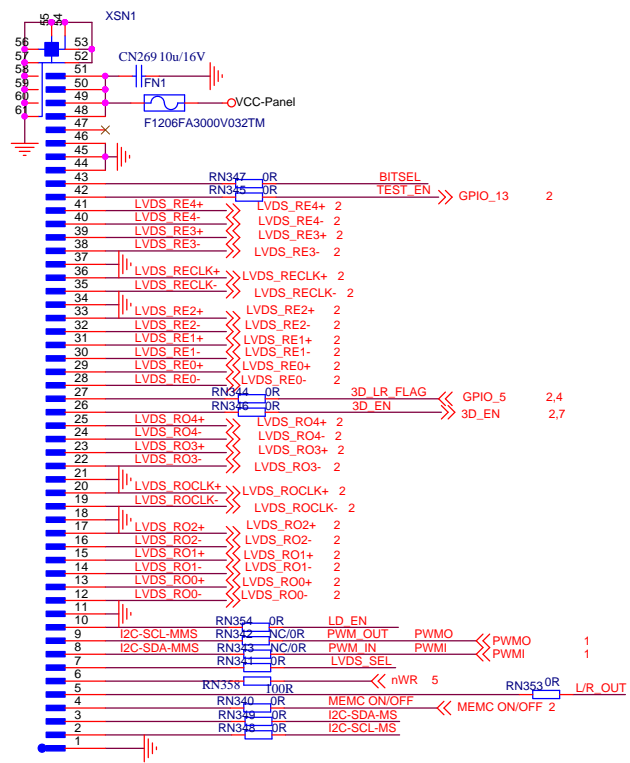 XSN1
55
54
56
53
57
52
58
51
CN269 10u/16V
59
50
FN1
60
49
VCC-Panel
61
48
F1206FA3000V032TM
47
46
45
44
43 RN347 0R BITSEL
42 RN345 0R TEST_EN GPIO_13 2
41 LVDS_RE4+ LVDS_RE4+ 2
40 LVDS_RE4- LVDS_RE4- 2
39 LVDS_RE3+ LVDS_RE3+ 2
38 LVDS_RE3- LVDS_RE3- 2
37
36 LVDS_RECLK+ LVDS_RECLK+ 2
35 LVDS_RECLK- LVDS_RECLK- 2
34
33 LVDS_RE2+ LVDS_RE2+ 2
32 LVDS_RE2- LVDS_RE2- 2
31 LVDS_RE1+ LVDS_RE1+ 2
30 LVDS_RE1- LVDS_RE1- 2
29 LVDS_RE0+ LVDS_RE0+ 2
28 LVDS_RE0- LVDS_RE0- 2
27 RN344 0R 3D_LR_FLAG GPIO_5 2,4
26 RN346 0R 3D_EN 3D_EN 2,7
25 LVDS_RO4+ LVDS_RO4+ 2
24 LVDS_RO4- LVDS_RO4- 2
23 LVDS_RO3+ LVDS_RO3+ 2
22 LVDS_RO3- LVDS_RO3- 2
21
20 LVDS_ROCLK+ LVDS_ROCLK+ 2
19 LVDS_ROCLK- LVDS_ROCLK- 2
18
17 LVDS_RO2+ LVDS_RO2+ 2
16 LVDS_RO2- LVDS_RO2- 2
15 LVDS_RO1+ LVDS_RO1+ 2
14 LVDS_RO1- LVDS_RO1- 2
13 LVDS_RO0+ LVDS_RO0+ 2
12 LVDS_RO0- LVDS_RO0- 2
11
10 RN354 0R LD_EN
9 I2C-SCL-MMS RN342 NC/0R PWM_OUT PWMO PWMO 1
8 I2C-SDA-MMS RN343 NC/0R PWM_IN PWMI PWMI 1
7 RN341 0R LVDS_SEL
6 RN358 100R nWR 5
5 RN353 0R L/R_OUT
4 RN340 0R MEMC ON/OFF MEMC ON/OFF 2
3 RN349 0R I2C-SDA-MS
2 RN348 0R I2C-SCL-MS
1